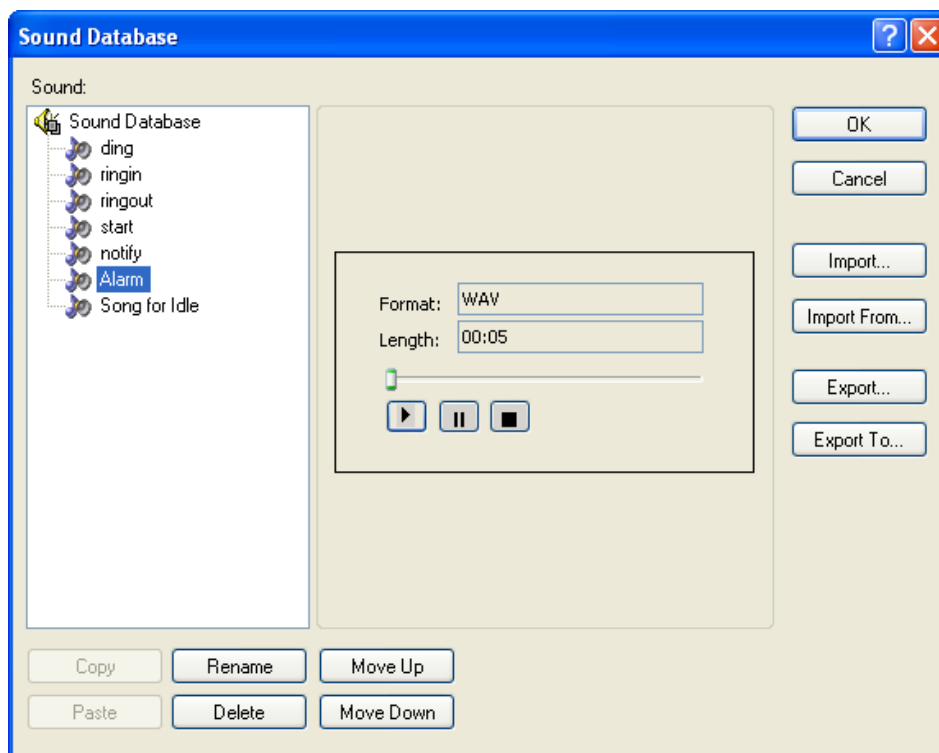 Sound Database
Sound:
Sound Database
ding
ringin
ringout
start
notify
Alarm
Song for Idle
Format: WAV
Length: 00:05
OK
Cancel
Import...
Import From...
Export...
Export To...
Copy Rename Move Up
Paste Delete Move Down